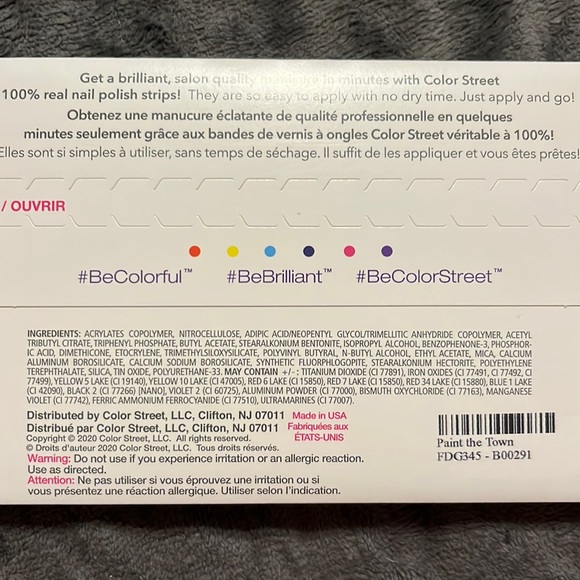 Get a brilliant, salon quality manicure in minutes with Color Street
100% real nail polish strips! They are so easy to apply with no dry time. Just apply and go!
Obtenez une manucure éclatante de qualité professionnelle en quelques
minutes seulement grâce aux bandes de vernis à ongles Color Street véritable à 100%!
Elles sont si simples à utiliser, sans temps de séchage. Il suffit de les appliquer et vous êtes prêtes!
/ OUVRIR
#BeColorful™ #BeBrilliant™ #BeColorStreet™
INGREDIENTS: ACRYLATES COPOLYMER, NITROCELLULOSE, ADIPIC ACID/NEOPENTYL GLYCOL/TRIMELLITIC ANHYDRIDE COPOLYMER, ACETYL
TRIBUTYL CITRATE, TRIPHENYL PHOSPHATE, BUTYL ACETATE, STEARALKONIUM BENTONITE, ISOPROPYL ALCOHOL, BENZOPHENONE-3, PHOSPHOR-
IC ACID, DIMETHICONE, ETOCRYLENE, TRIMETHYLSILOXYSILICATE, POLYVINYL BUTYRAL, N-BUTYL ALCOHOL, ETHYL ACETATE, MICA, CALCIUM
ALUMINUM BOROSILICATE, CALCIUM SODIUM BOROSILICATE, SYNTHETIC FLUORPHLOGOPITE, STEARALKONIUM HECTORITE, POLYETHYLENE
TEREPHTHALATE, SILICA, TIN OXIDE, POLYURETHANE-33. MAY CONTAIN +/- : TITANIUM DIOXIDE (CI 77891), IRON OXIDES (CI 77491, CI 77492, CI
77499), YELLOW 5 LAKE (CI 19140), YELLOW 10 LAKE (CI 47005), RED 6 LAKE (CI15850), RED 7 LAKE (CI 15850), RED 34 LAKE (CI 15880), BLUE 1 LAKE
(CI 42090), BLACK 2 (CI 77266) [NANO], VIOLET 2 (CI 60725), ALUMINUM POWDER (CI 77000), BISMUTH OXYCHLORIDE (CI 77163), MANGANESE
VIOLET (CI 77742), FERRIC AMMONIUM FERROCYANIDE (CI 77510), ULTRAMARINES (CI 77007).
Distributed by Color Street, LLC, Clifton, NJ 07011 Made in USA
Distribué par Color Street, LLC, Clifton, NJ 07011 Fabriquées aux
Copyright © 2020 Color Street, LLC. All rights reserved. ÉTATS-UNIS
© Droits d'auteur 2020 Color Street, LLC. Tous droits réservés.
Warning: Do not use if you experience irritation or an allergic reaction.
Use as directed.
Attention: Ne pas utiliser si vous éprouvez une irritation ou si
vous présentez une réaction allergique. Utiliser selon l'indication.
Paint the Town
FDG345 - B00291